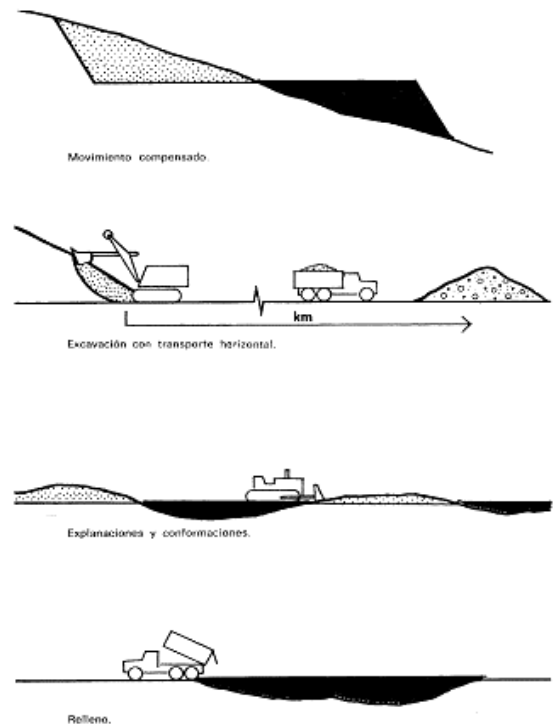 Movimiento compensado.
km
Excavación con transporte horizontal.
Explanaciones y conformaciones.
Relleno.